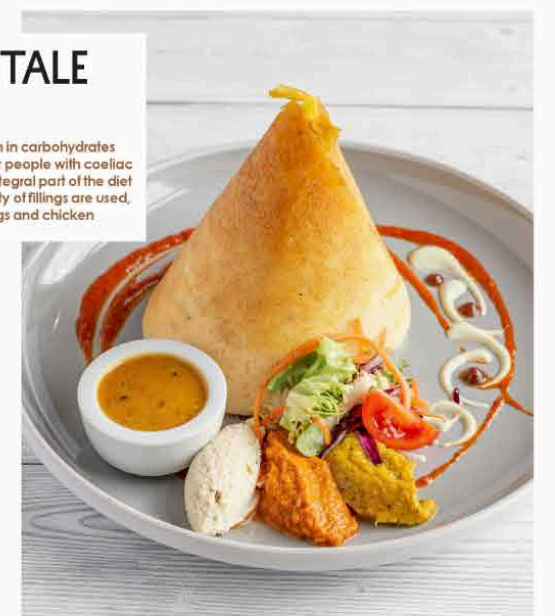 TALE
in carbohydrates
people with coeliac
tegral part of the diet
ty of fillings are used,
gs and chicken